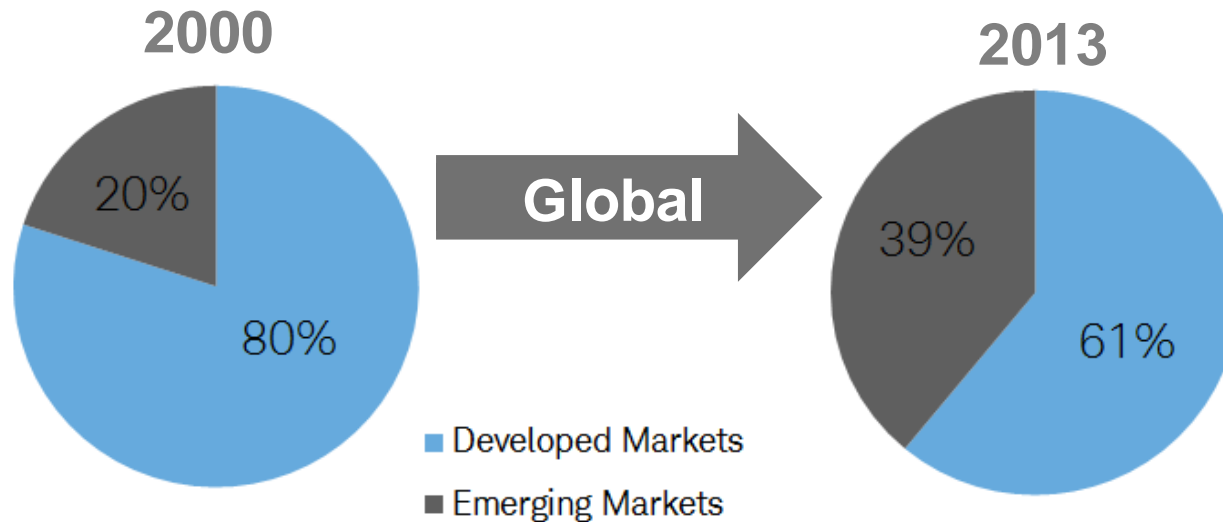 2000
20%
80%
Global
2013
39%
61%
Developed Markets
Emerging Markets